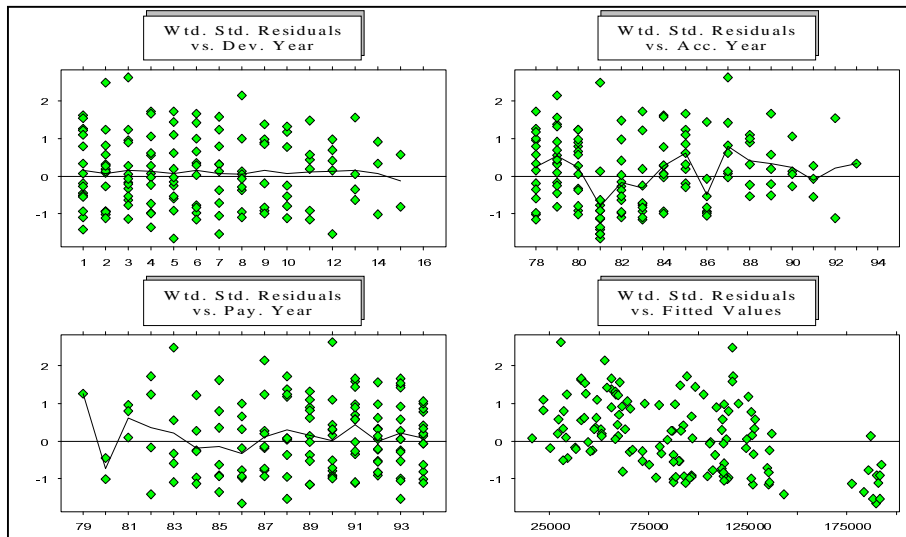 Wtd. Std. Residuals
vs. Dev. Year
2
1
0
-1
1 2 3 4 5 6 7 8 9 10 11 12 13 14 15 16
Wtd. Std. Residuals
vs. Acc. Year
2
1
0
-1
78 80 82 84 86 88 90 92 94
Wtd. Std. Residuals
vs. Pay. Year
2
1
0
-1
79 81 83 85 87 89 91 93
Wtd. Std. Residuals
vs. Fitted Values
2
1
0
-1
25000 75000 125000 175000